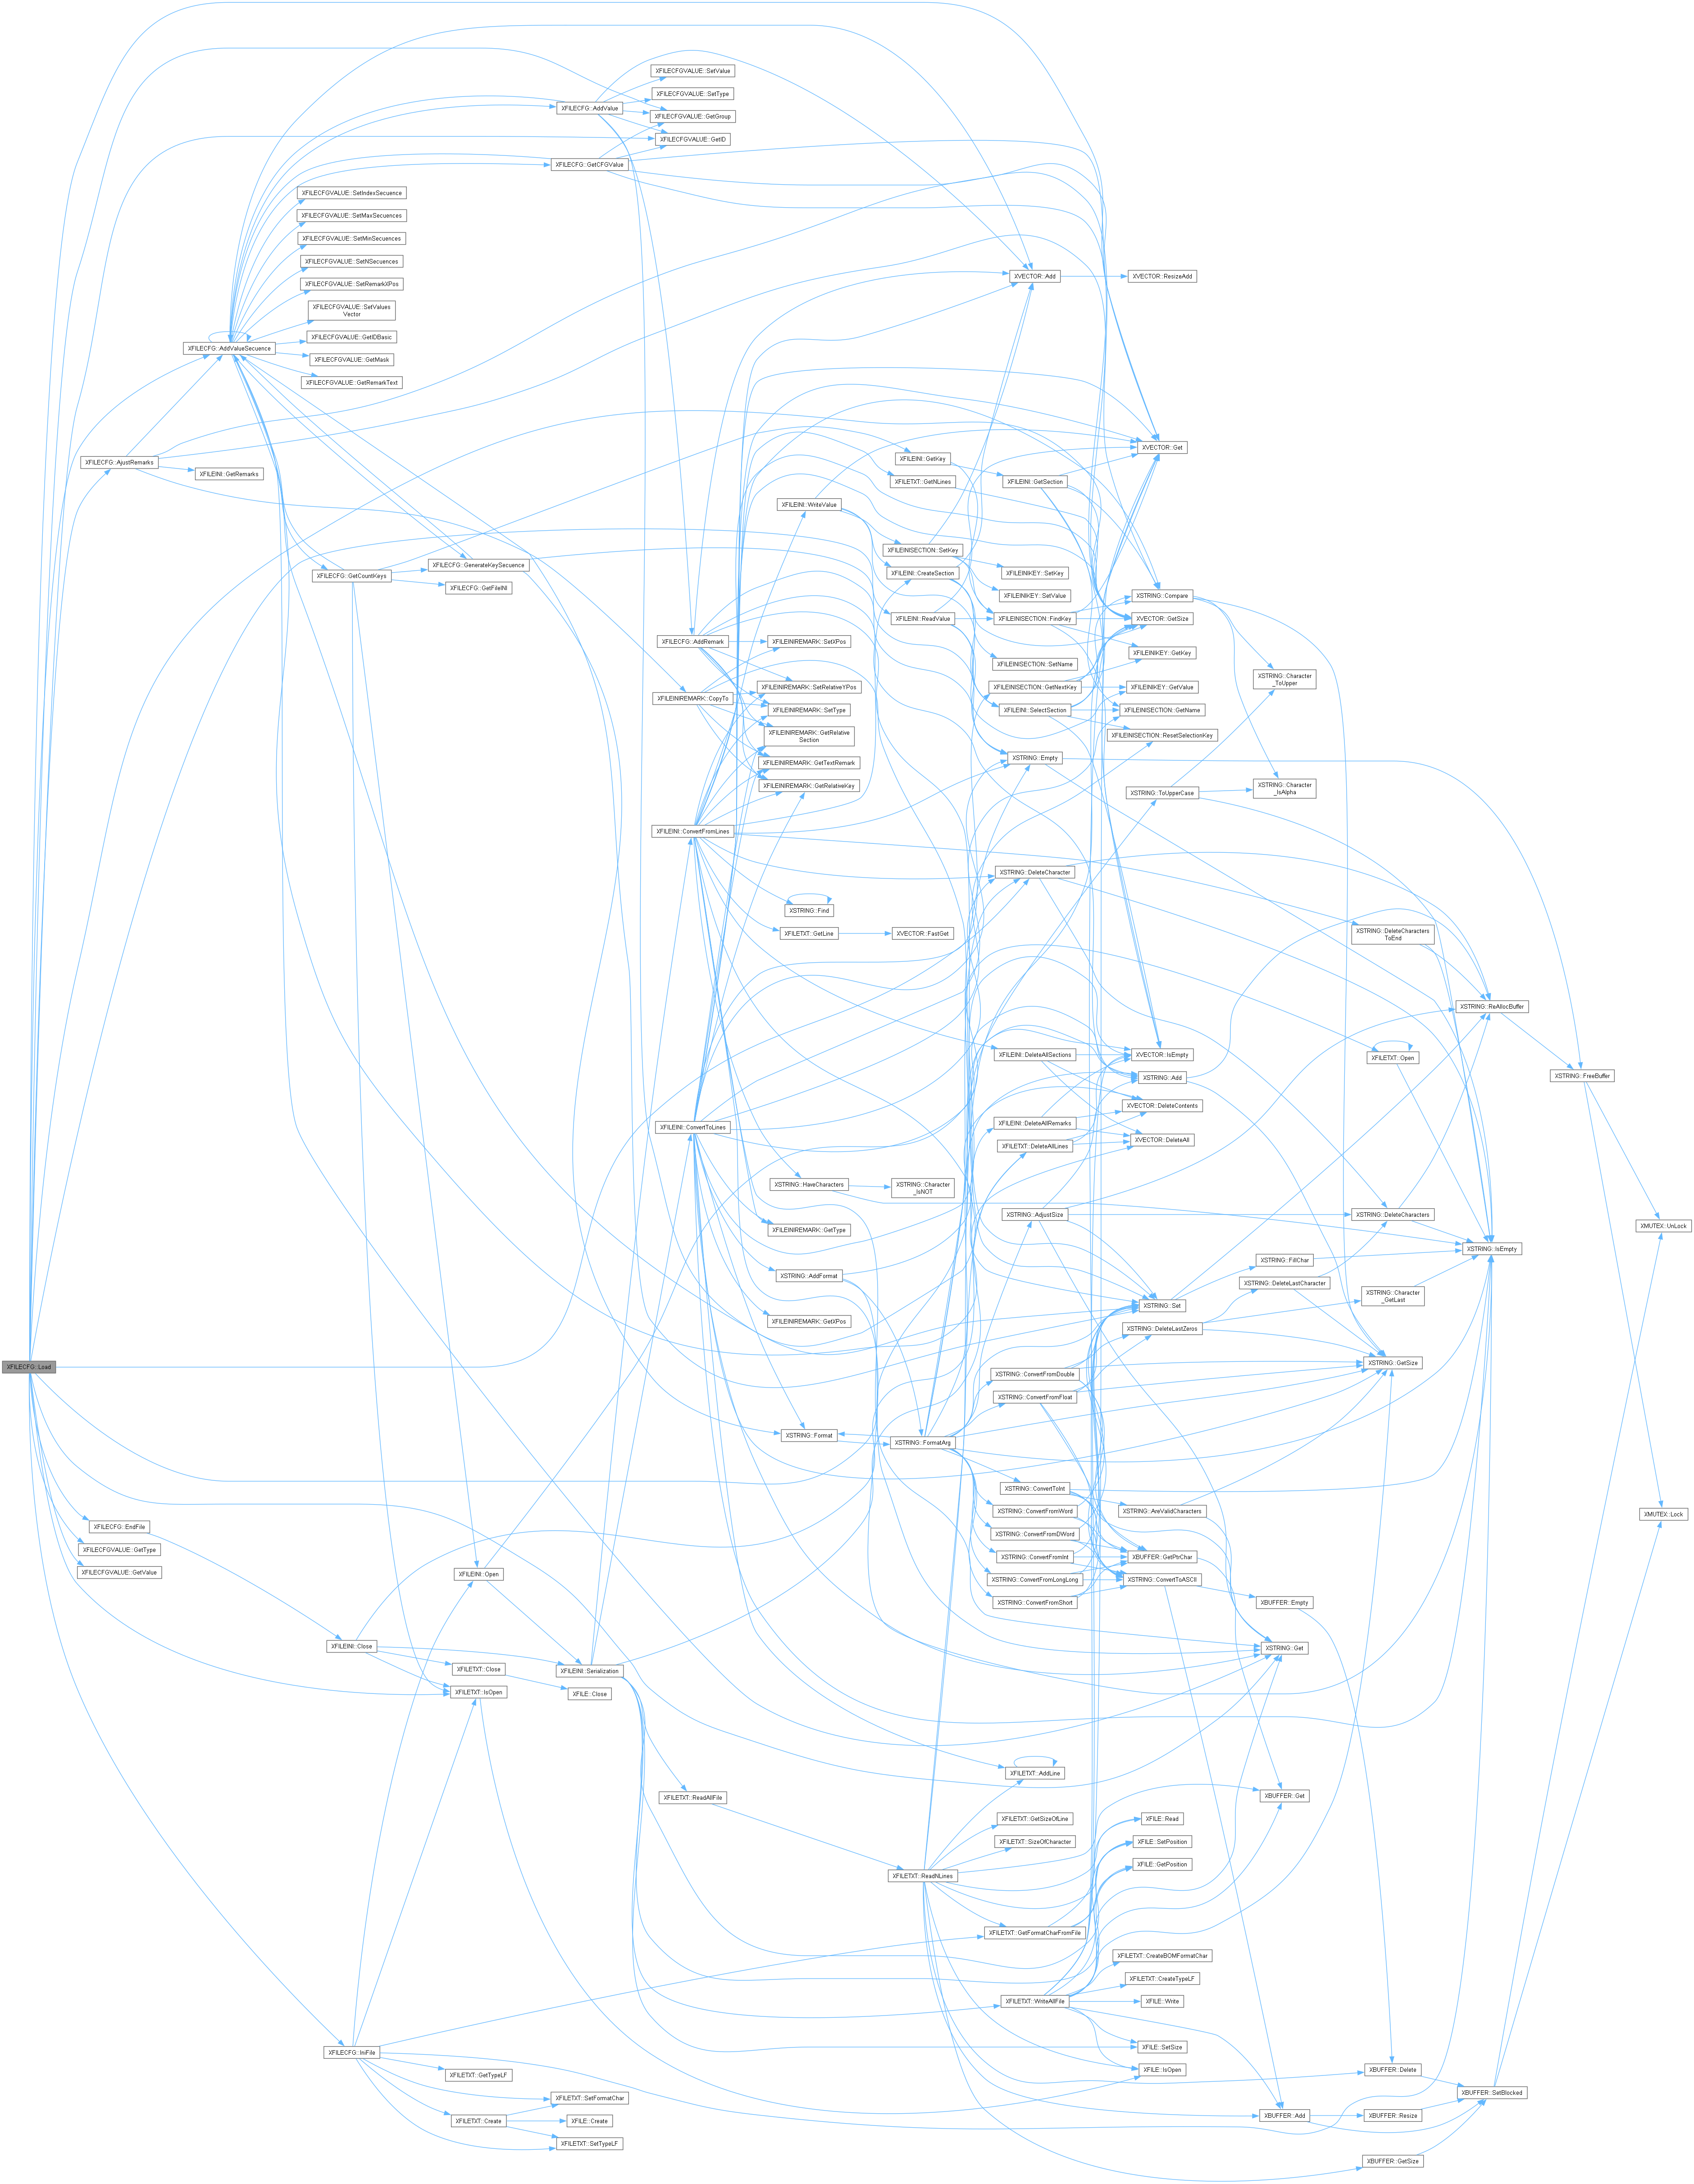 XFILECFG::Load
XFILECFG::AjustRemarks
XFILECFG::AddValueSecuence
XFILEINI::GetRemarks
XFILECFGVALUE::SetIndexSecuence
XFILECFGVALUE::SetMaxSecuences
XFILECFGVALUE::SetMinSecuences
XFILECFGVALUE::SetNSecuences
XFILECFGVALUE::SetRemarkXPos
XFILECFGVALUE::SetValues
Vector
XFILECFGVALUE::GetIDBasic
XFILECFGVALUE::GetMask
XFILECFGVALUE::GetRemarkText
XFILECFG::GetCountKeys
XFILECFG::GenerateKeySecuence
XFILECFG::GetFileINI
XFILECFG::AddValue
XFILECFG::GetCFGValue
XFILECFGVALUE::SetValue
XFILECFGVALUE::SetType
XFILECFGVALUE::GetGroup
XFILECFGVALUE::GetID
XFILECFG::EndFile
XFILECFGVALUE::GetType
XFILECFGVALUE::GetValue
XFILECFG::IniFile
XFILEINI::Close
XFILEINI::Open
XFILETXT::Close
XFILETXT::IsOpen
XFILETXT::GetTypeLF
XFILETXT::Create
XFILEINI::Serialization
XFILE::Close
XFILETXT::SetFormatChar
XFILE::Create
XFILETXT::SetTypeLF
XFILECFG::AddRemark
XFILEINIREMARK::CopyTo
XFILEINI::ConvertFromLines
XFILEINI::ConvertToLines
XFILETXT::ReadAllFile
XFILEINI::WriteValue
XFILEINIREMARK::SetXPos
XFILEINIREMARK::SetRelativeYPos
XFILEINIREMARK::SetType
XFILEINIREMARK::GetRelative
Section
XFILEINIREMARK::GetTextRemark
XFILEINIREMARK::GetRelativeKey
XSTRING::Find
XFILETXT::GetLine
XSTRING::HaveCharacters
XFILEINIREMARK::GetType
XSTRING::AddFormat
XFILEINIREMARK::GetXPos
XSTRING::Format
XFILEINI::GetKey
XFILETXT::GetNLines
XFILEINISECTION::SetKey
XFILEINI::CreateSection
XFILEINI::ReadValue
XVECTOR::FastGet
XSTRING::Character
_IsNOT
XSTRING::FormatArg
XFILETXT::ReadNLines
XVECTOR::Add
XFILEINI::GetSection
XFILEINIKEY::SetKey
XFILEINIKEY::SetValue
XFILEINISECTION::FindKey
XFILEINISECTION::SetName
XFILEINISECTION::GetNextKey
XFILEINI::SelectSection
XSTRING::Empty
XSTRING::DeleteCharacter
XFILEINI::DeleteAllSections
XFILEINI::DeleteAllRemarks
XFILETXT::DeleteAllLines
XSTRING::AdjustSize
XSTRING::ConvertFromDouble
XSTRING::ConvertFromFloat
XSTRING::ConvertToInt
XSTRING::ConvertFromWord
XSTRING::ConvertFromDWord
XSTRING::ConvertFromInt
XSTRING::ConvertFromLongLong
XSTRING::ConvertFromShort
XFILETXT::AddLine
XFILETXT::GetSizeOfLine
XFILETXT::SizeOfCharacter
XFILETXT::GetFormatCharFromFile
XFILETXT::WriteAllFile
XVECTOR::ResizeAdd
XVECTOR::Get
XSTRING::Compare
XVECTOR::GetSize
XFILEINIKEY::GetKey
XFILEINIKEY::GetValue
XFILEINISECTION::GetName
XFILEINISECTION::ResetSelectionKey
XSTRING::ToUpperCase
XVECTOR::IsEmpty
XSTRING::Add
XVECTOR::DeleteContents
XVECTOR::DeleteAll
XSTRING::Set
XSTRING::DeleteLastZeros
XSTRING::AreValidCharacters
XBUFFER::GetPtrChar
XSTRING::ConvertToASCII
XFILE::Read
XFILE::SetPosition
XFILE::GetPosition
XFILETXT::CreateBOMFormatChar
XFILETXT::CreateTypeLF
XFILE::Write
XFILE::SetSize
XFILE::IsOpen
XSTRING::Character
_ToUpper
XSTRING::Character
_IsAlpha
XSTRING::FillChar
XSTRING::DeleteLastCharacter
XBUFFER::Empty
XSTRING::Get
XBUFFER::Get
XBUFFER::Add
XSTRING::DeleteCharacters
ToEnd
XFILETXT::Open
XSTRING::DeleteCharacters
XSTRING::Character
_GetLast
XSTRING::GetSize
XBUFFER::Delete
XBUFFER::Resize
XBUFFER::GetSize
XSTRING::ReAllocBuffer
XSTRING::IsEmpty
XBUFFER::SetBlocked
XSTRING::FreeBuffer
XMUTEX::UnLock
XMUTEX::Lock